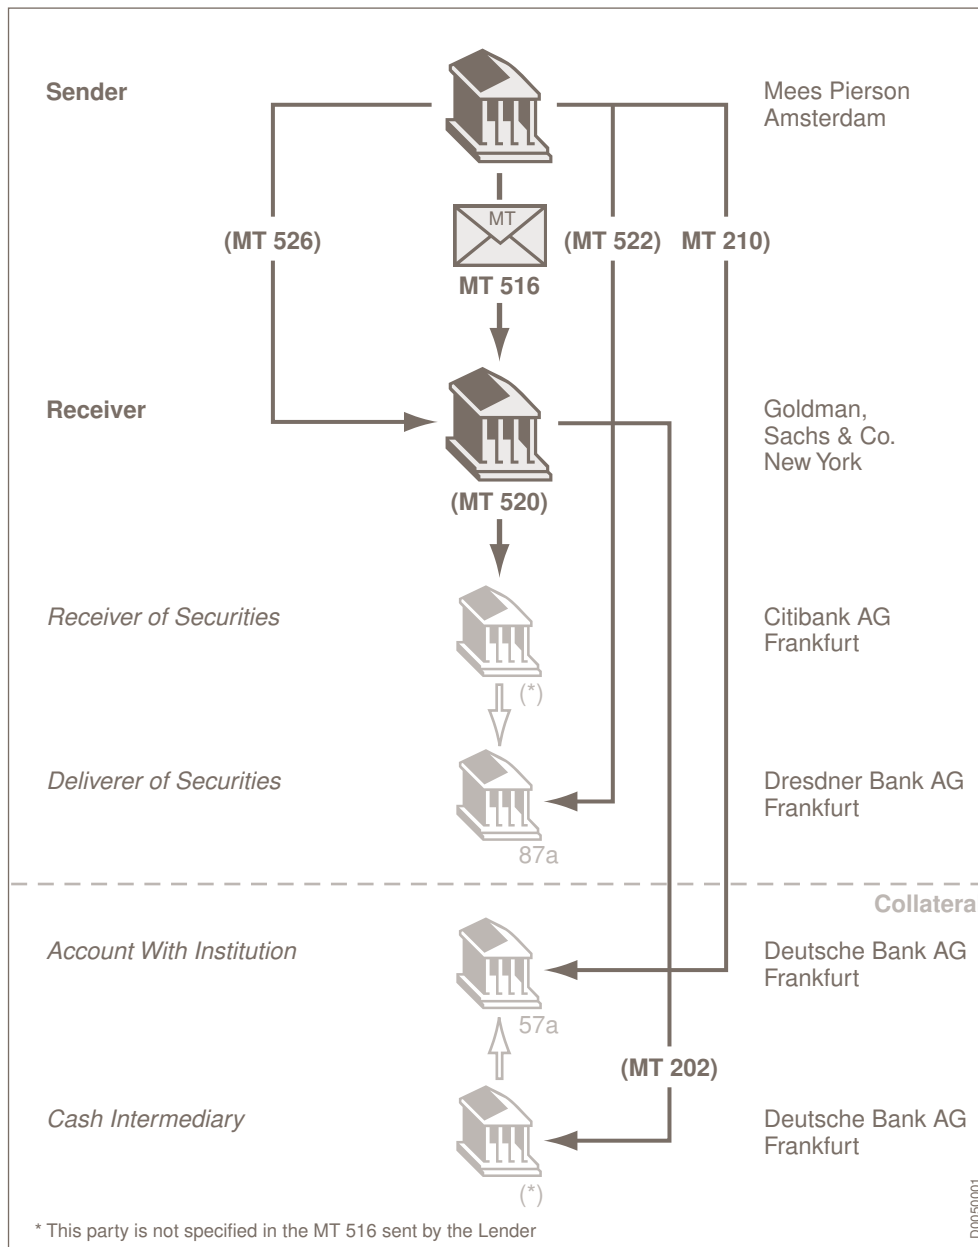 Sender
Mees Pierson
Amsterdam
MT
(MT 526)
(MT 522)
MT 210)
MT 516
Receiver
Goldman,
Sachs & Co.
New York
(MT 520)
Receiver of Securities
Citibank AG
Frankfurt
(*)
Deliverer of Securities
Dresdner Bank AG
Frankfurt
87a
Collatera
Account With Institution
Deutsche Bank AG
Frankfurt
57a
(MT 202)
Cash Intermediary
Deutsche Bank AG
Frankfurt
(*)
* This party is not specified in the MT 516 sent by the Lender
D0050001